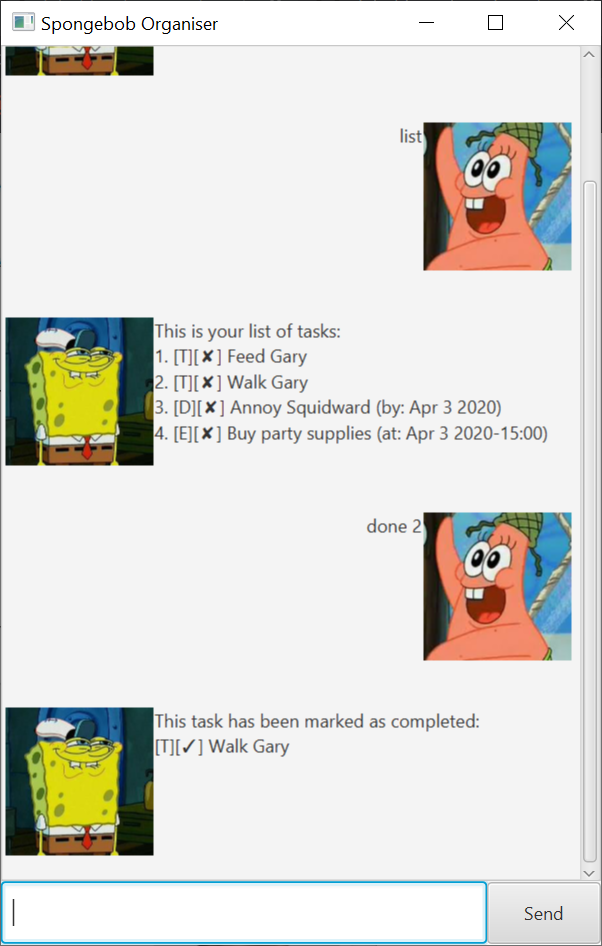 Spongebob Organiser
list
This is your list of tasks:
1. [T][✘] Feed Gary
2. [T][✘] Walk Gary
3. [D][✘] Annoy Squidward (by: Apr 3 2020)
4. [E][✘] Buy party supplies (at: Apr 3 2020-15:00)
done 2
This task has been marked as completed:
[T][✓] Walk Gary
Send